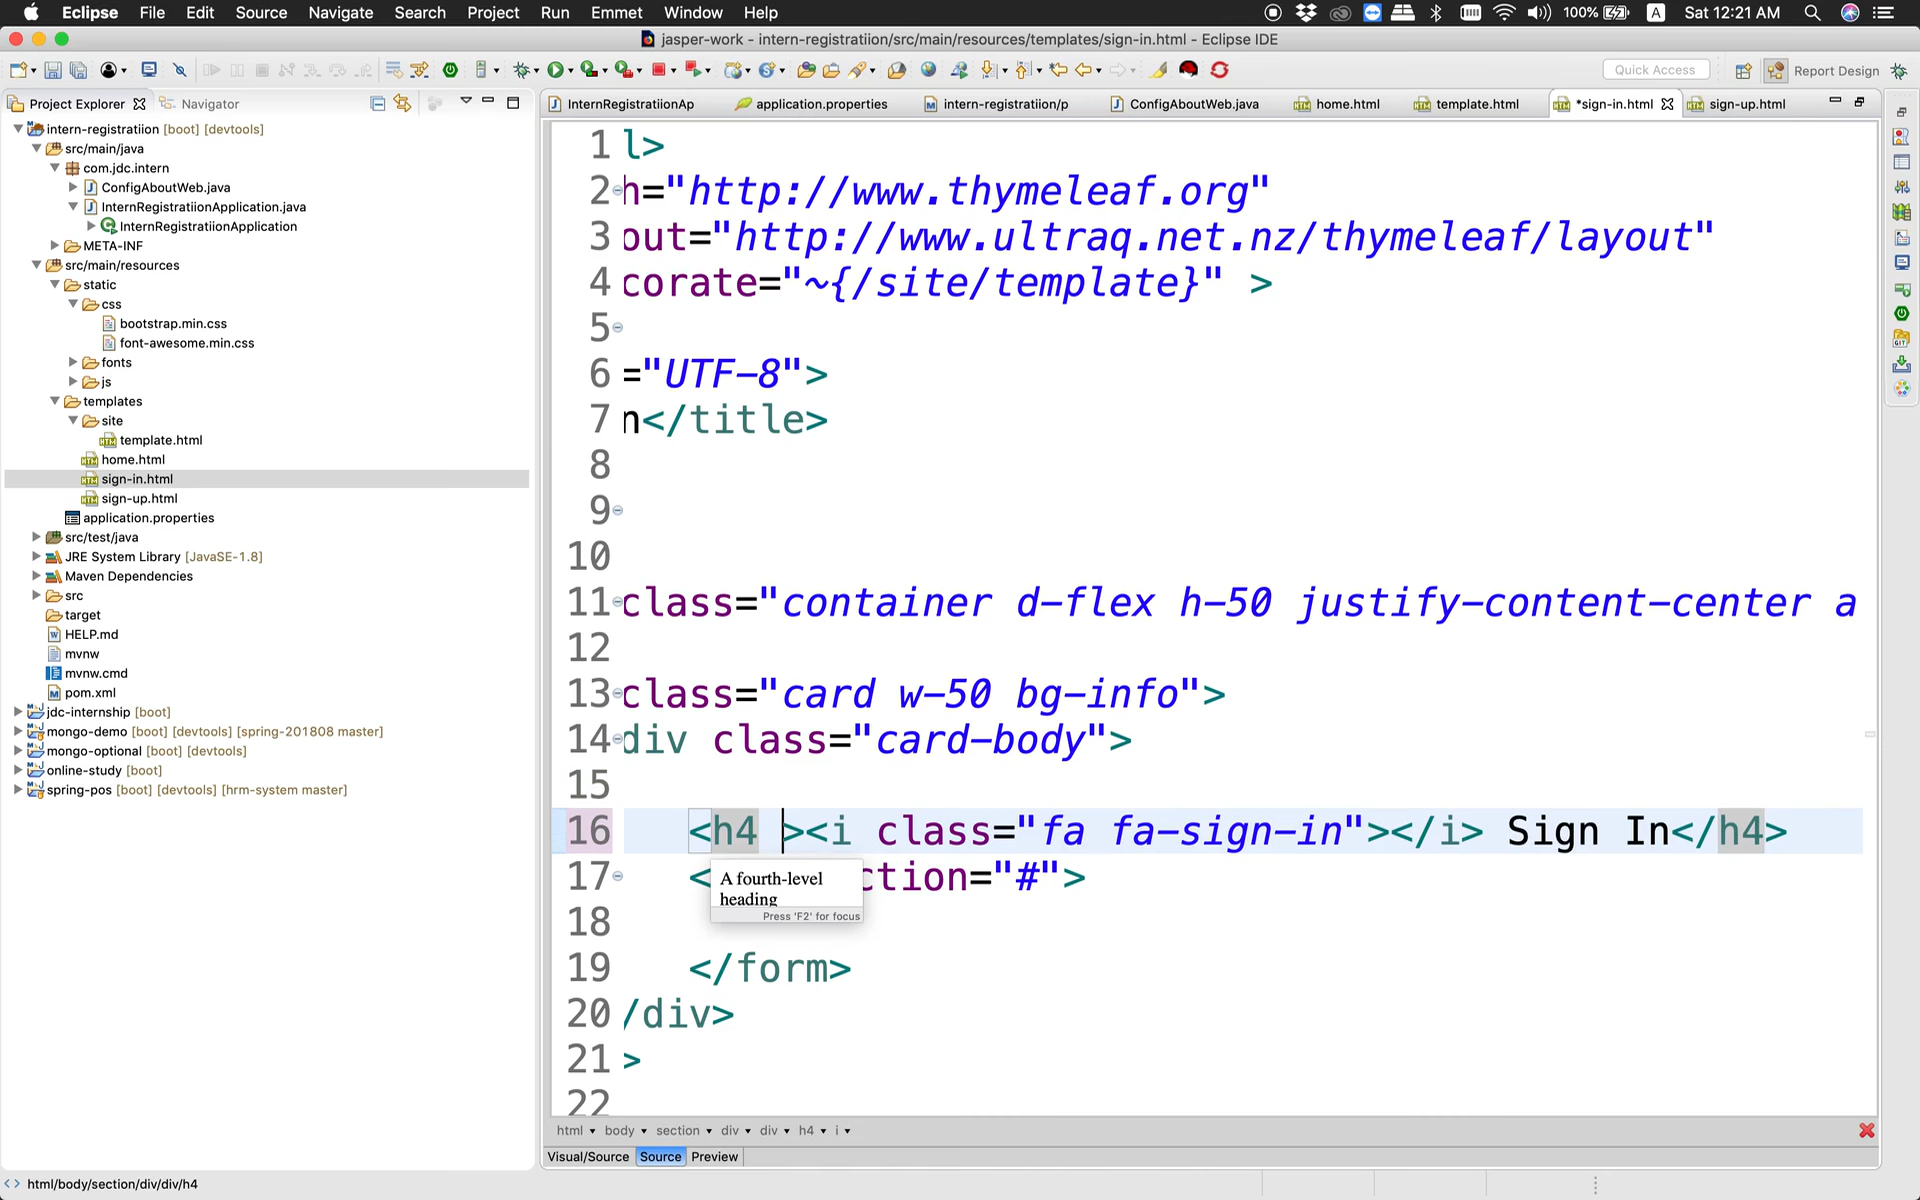 Eclipse File Edit Source Navigate Search Project Run Emmet Window Help 100% A Sat 12:21 AM
jasper-work - intern-registratiion/src/main/resources/templates/sign-in.html - Eclipse IDE
Quick Access Report Design
Project Explorer Navigator
InternRegistratiionAp application.properties intern-registratiion/p ConfigAboutWeb.java home.html template.html *sign-in.html sign-up.html
intern-registratiion [boot] [devtools]
src/main/java
com.jdc.intern
ConfigAboutWeb.java
InternRegistratiionApplication.java
InternRegistratiionApplication
META-INF
src/main/resources
static
css
bootstrap.min.css
font-awesome.min.css
fonts
js
templates
site
template.html
home.html
sign-in.html
sign-up.html
application.properties
src/test/java
JRE System Library [JavaSE-1.8]
Maven Dependencies
src
target
HELP.md
mvnw
mvnw.cmd
pom.xml
jdc-internship [boot]
mongo-demo [boot] [devtools] [spring-201808 master]
mongo-optional [boot] [devtools]
online-study [boot]
spring-pos [boot] [devtools] [hrm-system master]
1 l>
2 h="http://www.thymeleaf.org"
3 out="http://www.ultraq.net.nz/thymeleaf/layout"
4 corate="~{/site/template}" >
5
6 ="UTF-8">
7 n</title>
8
9
10
11 class="container d-flex h-50 justify-content-center a
12
13 class="card w-50 bg-info">
14 div class="card-body">
15
16 <h4 ><i class="fa fa-sign-in"></i> Sign In</h4>
17 < ction="#">
18
19 </form>
20 /div>
21 >
22
A fourth-level
heading
Press 'F2' for focus
html body section div div h4 i
Visual/Source Source Preview
html/body/section/div/div/h4